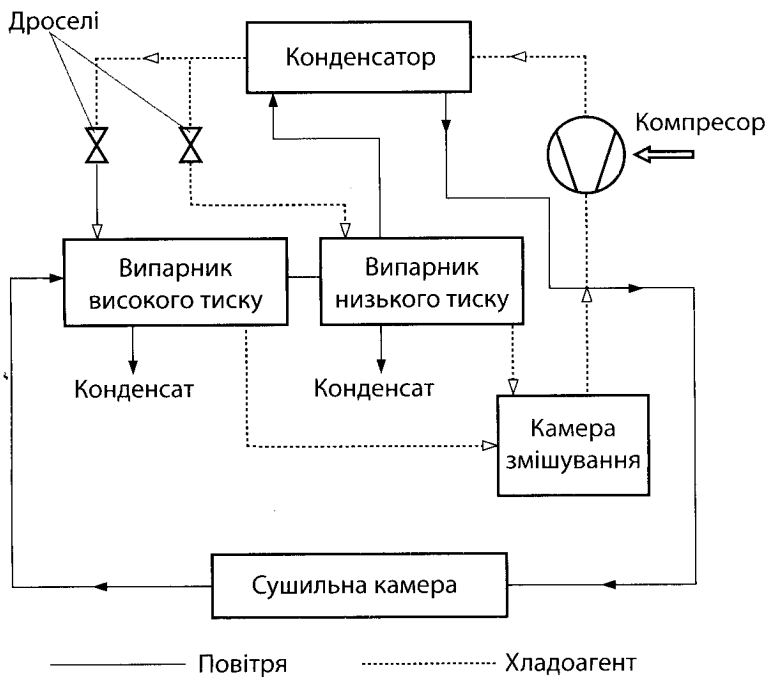 Дроселі
Конденсатор
Компресор
Випарник
високого тиску
Випарник
низького тиску
Конденсат
Конденсат
Камера
змішування
Сушильна камера
Повітря
Хладоагент